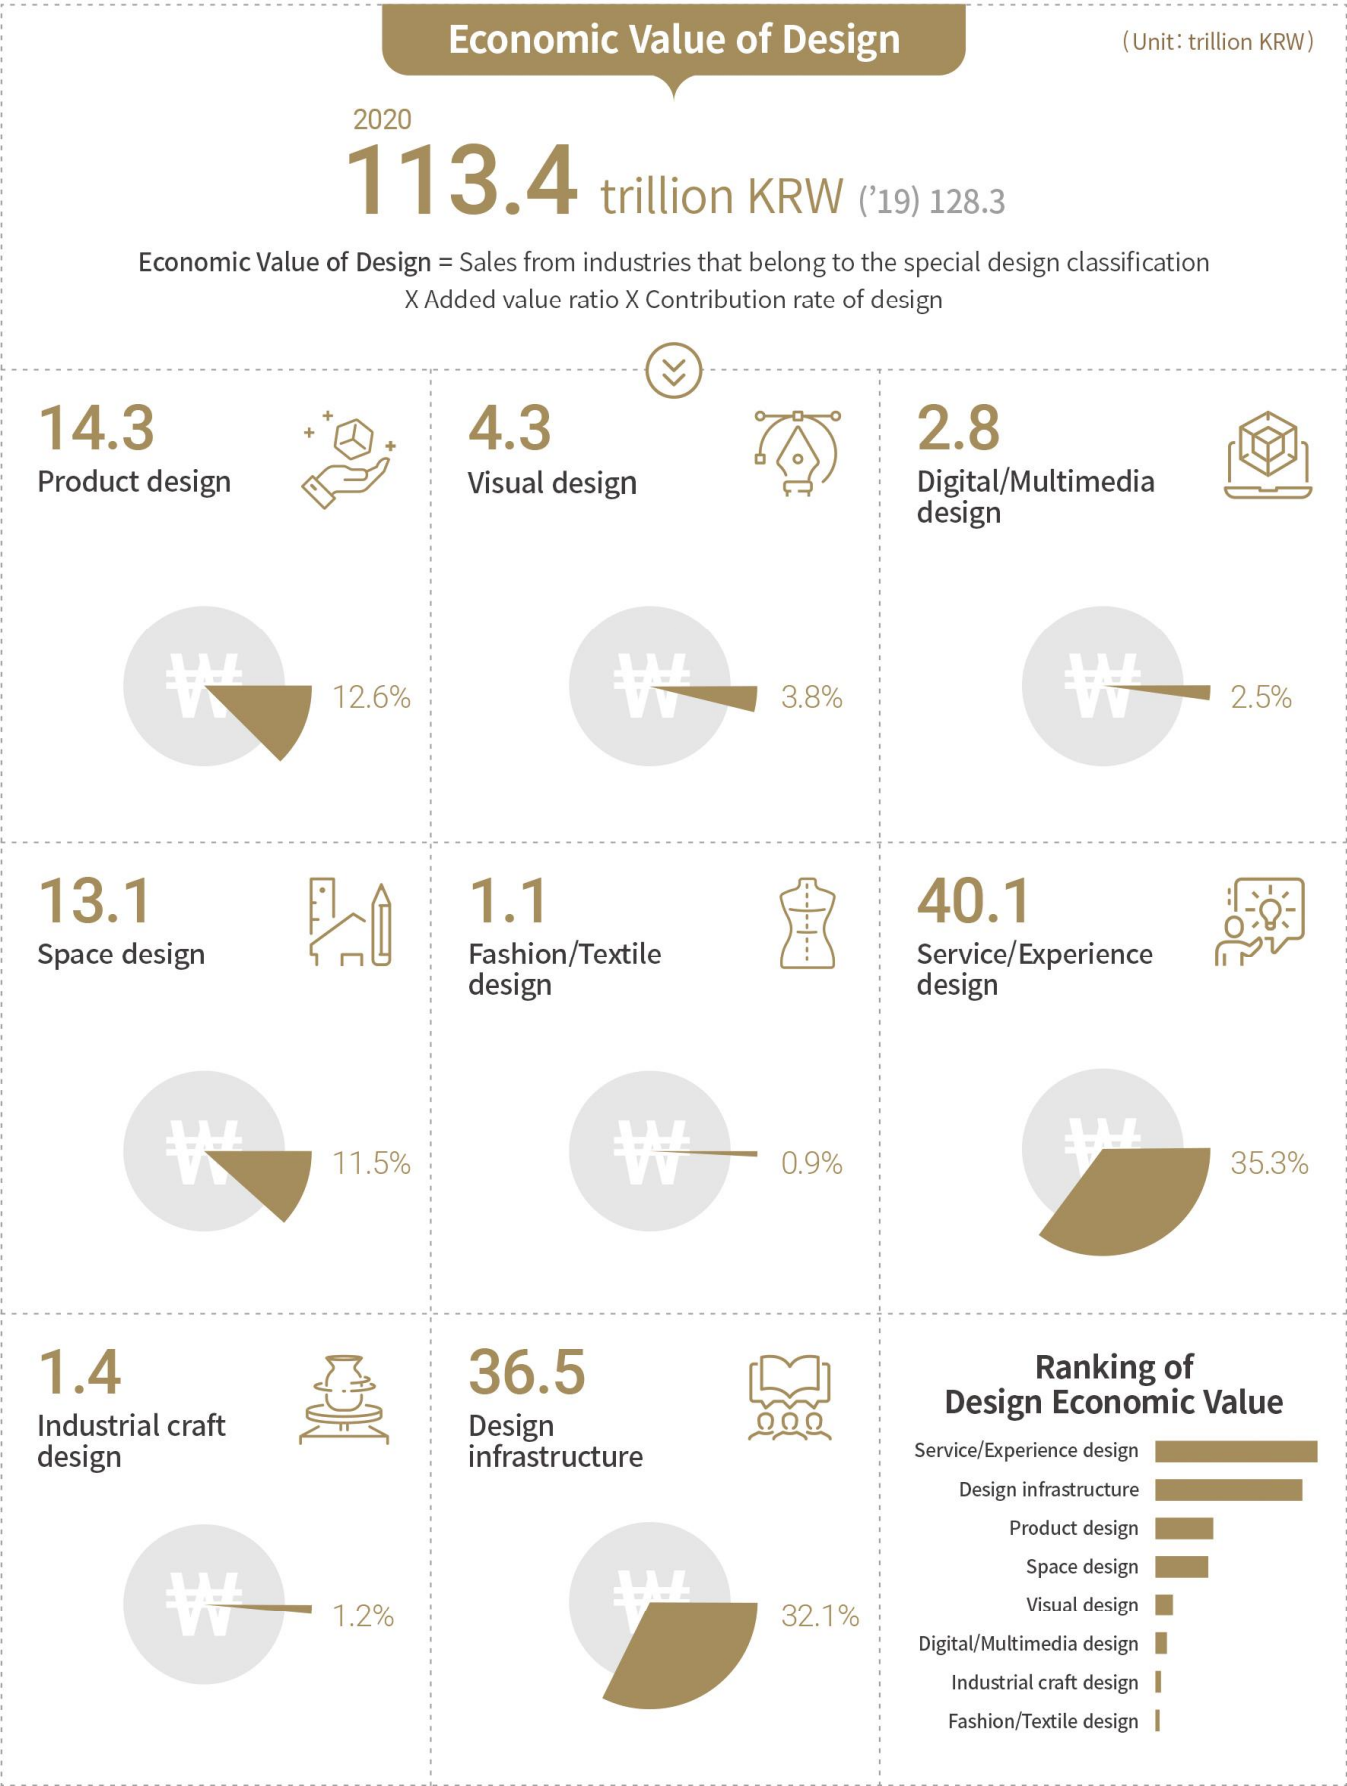 Economic Value of Design
(Unit: trillion KRW)
2020
113.4 trillion KRW ('19) 128.3
Economic Value of Design = Sales from industries that belong to the special design classification
X Added value ratio X Contribution rate of design
14.3
Product design
₩
12.6%
4.3
Visual design
₩
3.8%
2.8
Digital/Multimedia
design
₩
2.5%
13.1
Space design
₩
11.5%
1.1
Fashion/Textile
design
₩
0.9%
40.1
Service/Experience
design
₩
35.3%
1.4
Industrial craft
design
₩
1.2%
36.5
Design
infrastructure
₩
32.1%
Ranking of
Design Economic Value
Service/Experience design
Design infrastructure
Product design
Space design
Visual design
Digital/Multimedia design
Industrial craft design
Fashion/Textile design